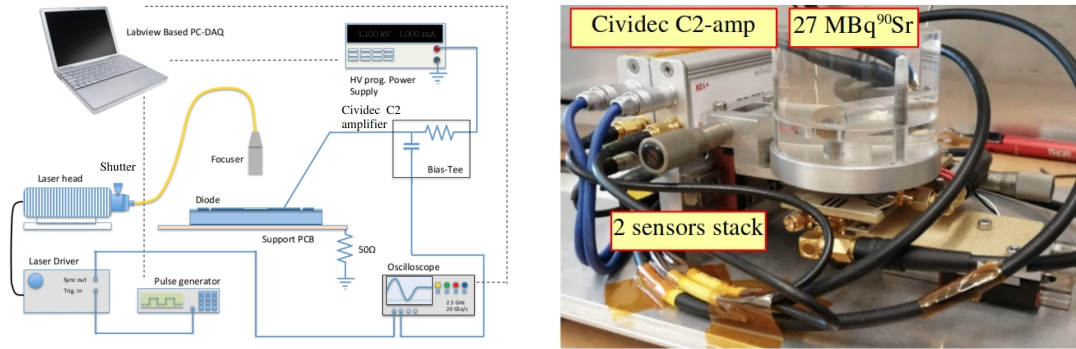 Labview Based PC-DAQ
1.100 kV 1.000 mA
HV prog. Power
Supply
Cividec C2
amplifier
Bias-Tee
Focuser
Shutter
Laser head
Diode
Support PCB
50Ω
Laser Driver
Sync out
Trig. in
Pulse generator
Oscilloscope
2.5 GHz
20 GSa/s
Cividec C2-amp
27 MBq⁹⁰Sr
2 sensors stack
THOR